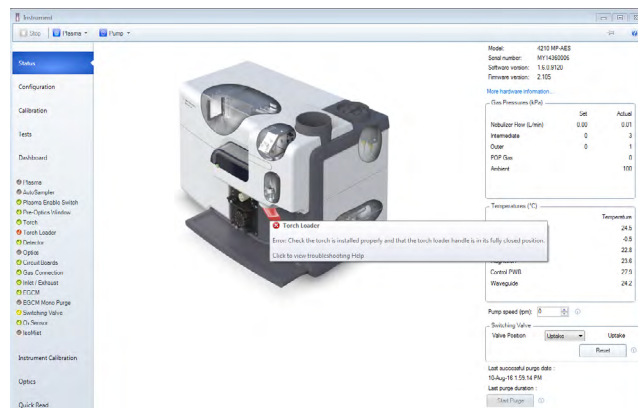 Instrument
Stop Plasma Pump
Status
Configuration
Calibration
Tests
Dashboard
Plasma
AutoSampler
Plasma Enable Switch
Pre-Optics Window
Torch
Torch Loader
Detector
Optics
Circuit Boards
Gas Connection
Inlet / Exhaust
EGCM
EGCM Mono Purge
Switching Valve
O₂ Sensor
IsoMist
Instrument Calibration
Optics
Quick Read
Torch Loader
Error: Check the torch is installed properly and that the torch loader handle is in its fully closed position.
Click to view troubleshooting Help
Model: 4210 MP-AES
Serial number: MY14360006
Software version: 1.6.0.9120
Firmware version: 2.105
More hardware information...
Gas Pressures (kPa)
Set Actual
Nebulizer Flow (L/min) 0.00 0.01
Intermediate 0 3
Outer 0 1
POP Gas 0
Ambient 100
Temperatures (°C)
Temperature
24.5
-0.5
22.8
23.6
Control PWB 27.9
Waveguide 24.2
Pump speed (rpm): 0
Switching Valve
Valve Position Uptake Uptake
Reset
Last successful purge date :
10-Aug-16 1:59:14 PM
Last purge duration :
Start Purge